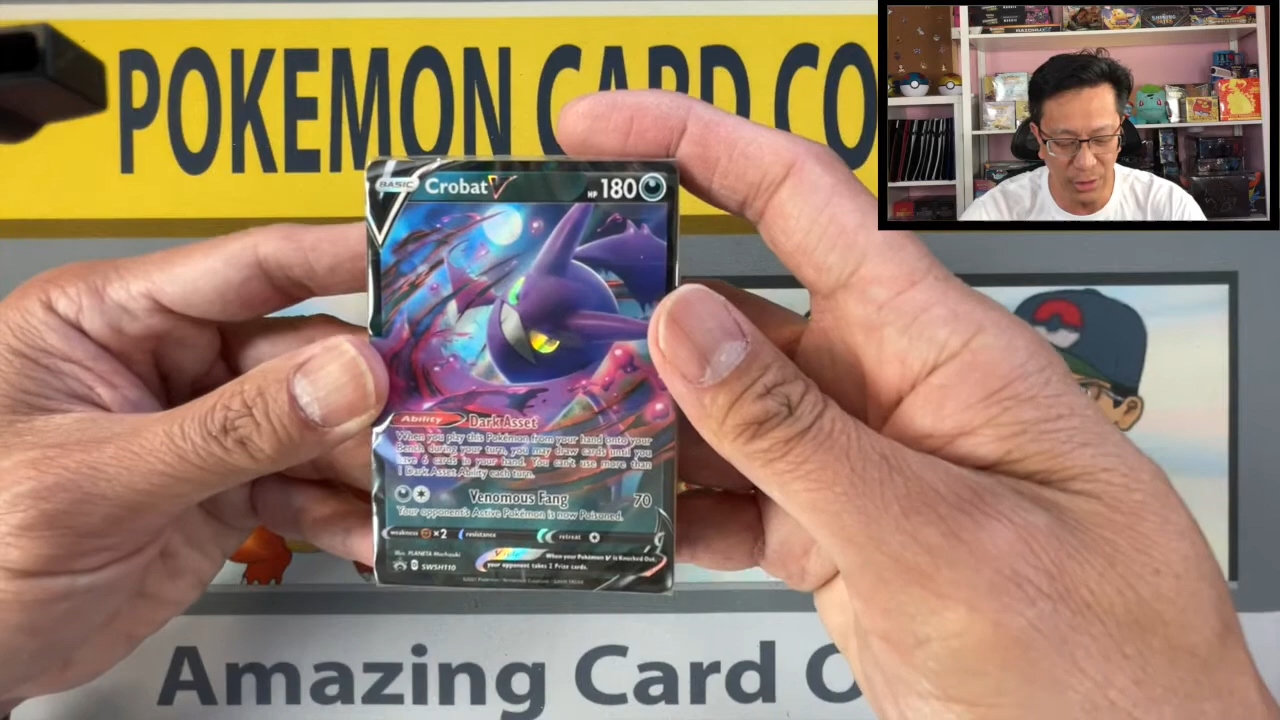 POKEMON CARD CO
BASIC
Crobat V
HP 180
Ability Dark Asset
When you play this Pokémon from your hand onto your
Bench during your turn, you may draw cards until you
have 6 cards in your hand. You can't use more than
1 Dark Asset Ability each turn.
Venomous Fang 70
Your opponent's Active Pokémon is now Poisoned.
weakness ×2 resistance retreat
Illus. PLANETA Mochizuki
SWSH110
V rule When your Pokémon V is Knocked Out,
your opponent takes 2 Prize cards.
Amazing Card O